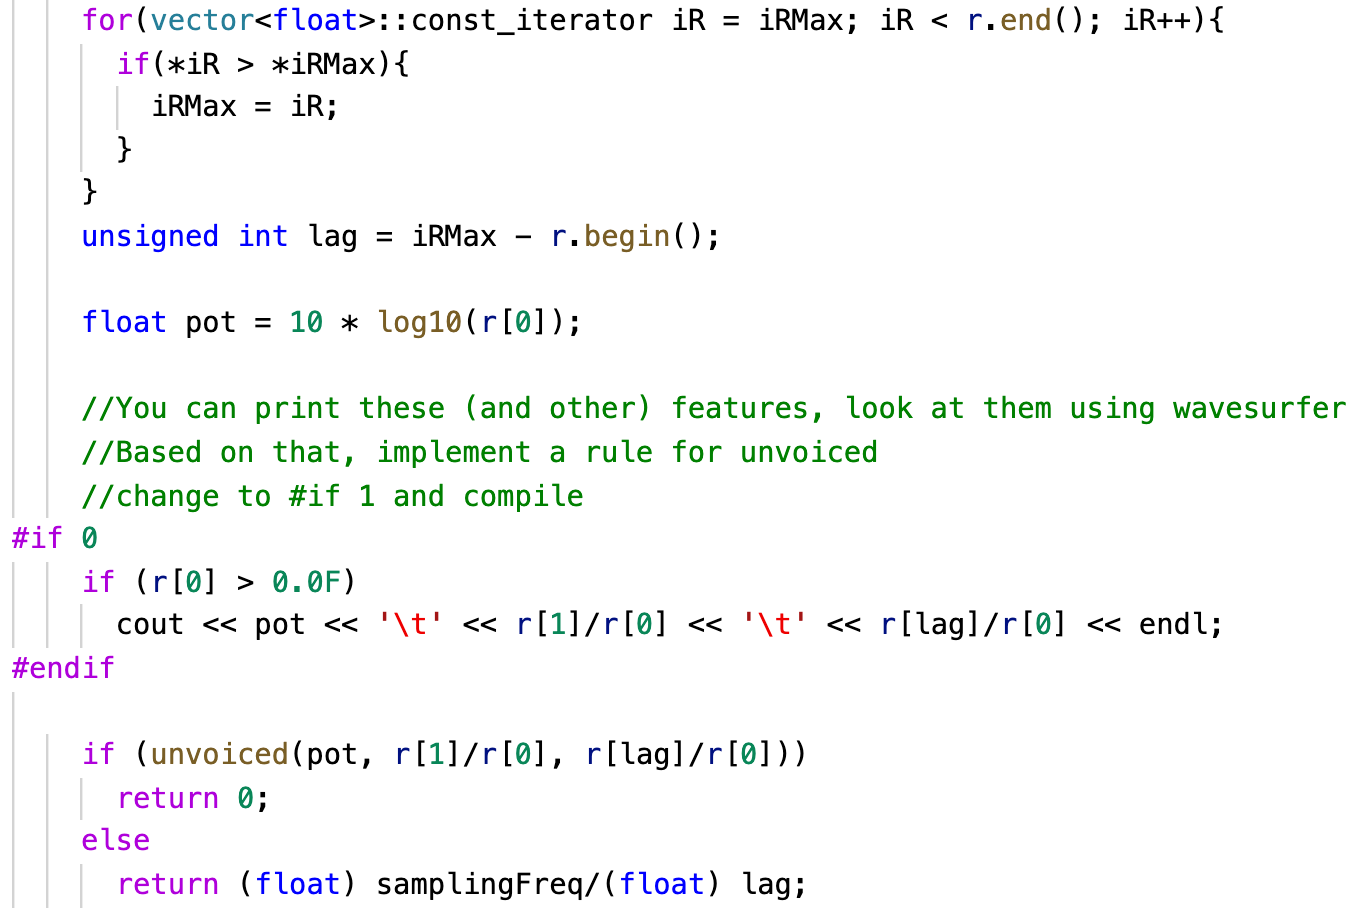 for(vector<float>::const_iterator iR = iRMax; iR < r.end(); iR++){
if(*iR > *iRMax){
iRMax = iR;
}
}
unsigned int lag = iRMax - r.begin();
float pot = 10 * log10(r[0]);
//You can print these (and other) features, look at them using wavesurfer
//Based on that, implement a rule for unvoiced
//change to #if 1 and compile
#if 0
if (r[0] > 0.0F)
cout << pot << '\t' << r[1]/r[0] << '\t' << r[lag]/r[0] << endl;
#endif
if (unvoiced(pot, r[1]/r[0], r[lag]/r[0]))
return 0;
else
return (float) samplingFreq/(float) lag;